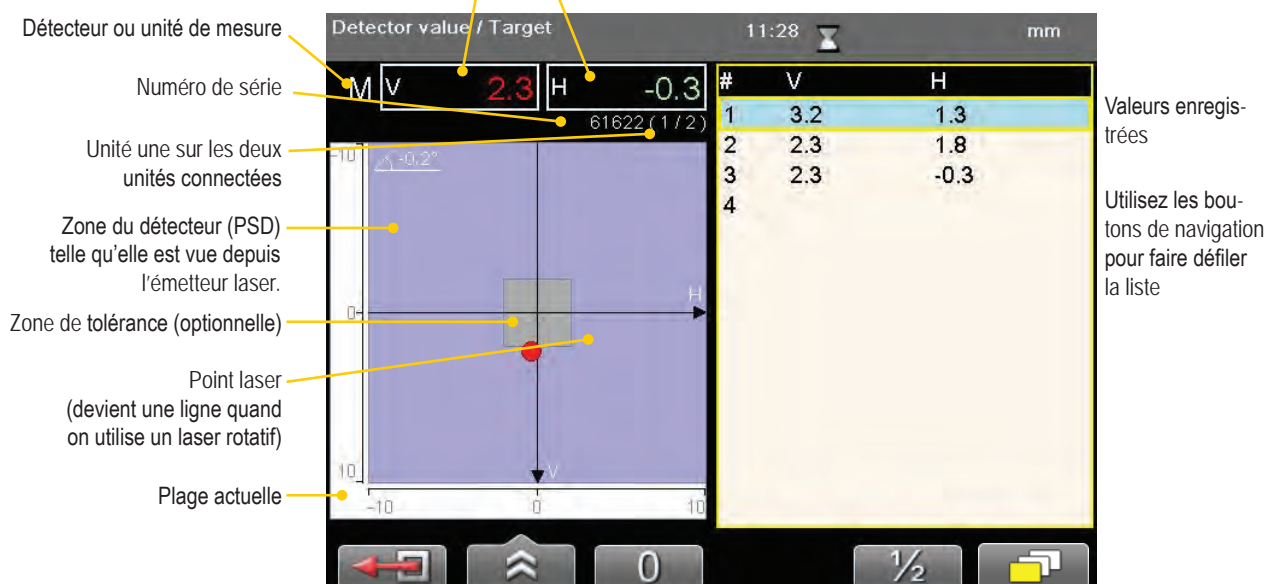 Détecteur ou unité de mesure
Numéro de série
Unité une sur les deux
unités connectées
Zone du détecteur (PSD)
telle qu'elle est vue depuis
l'émetteur laser.
Zone de tolérance (optionnelle)
Point laser
(devient une ligne quand
on utilise un laser rotatif)
Plage actuelle
Detector value / Target 11:28 mm
M V 2.3 H -0.3
61622 (1/2)
-10
-0.2°
0
H
10
V
-10 0 10
# V H
1 3.2 1.3
2 2.3 1.8
3 2.3 -0.3
4
0 ½
Valeurs enregis-
trées
Utilisez les bou-
tons de navigation
pour faire défiler
la liste